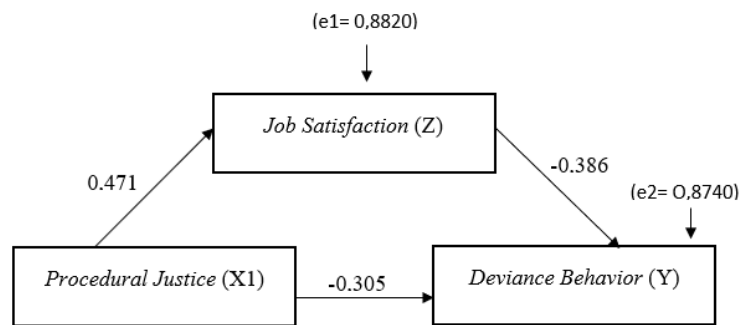 (e1= 0,8820)
Job Satisfaction (Z)
0.471
-0.386
(e2= O,8740)
Procedural Justice (X1)
-0.305
Deviance Behavior (Y)